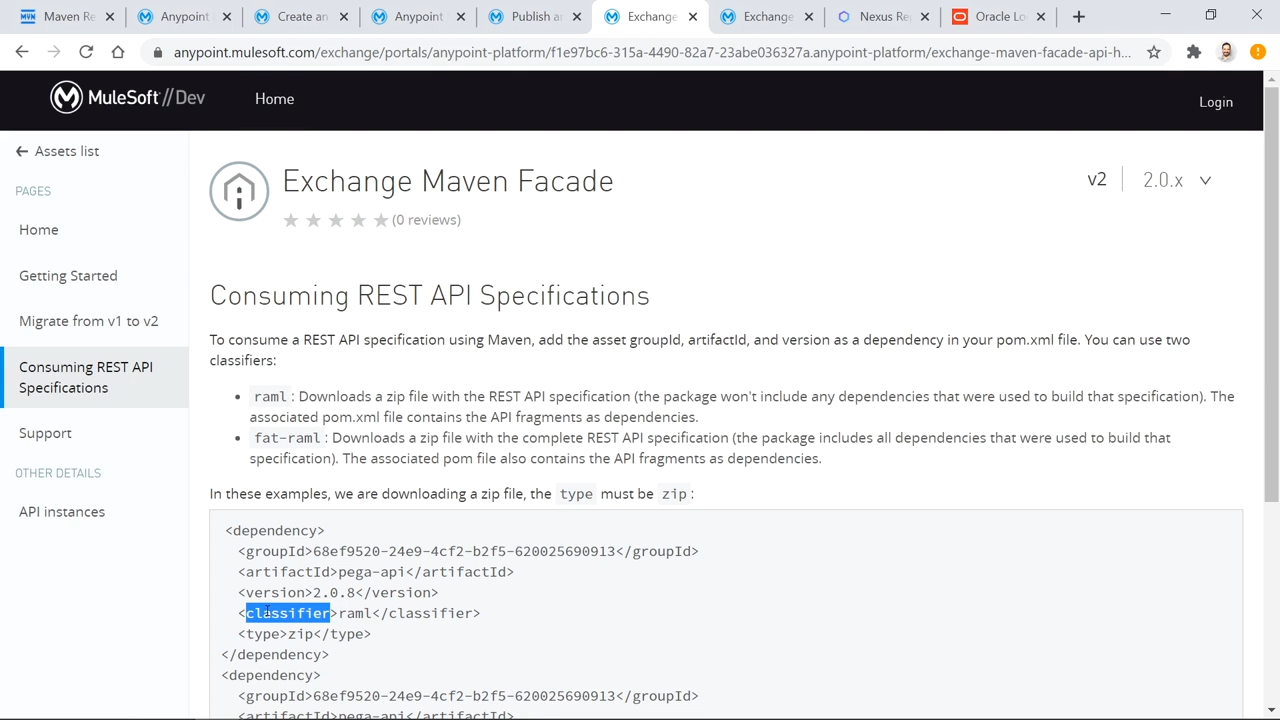 Maven Re
Anypoint
Create an
Anypoint
Publish a
Exchange
Exchange
Nexus Re
Oracle Lo
anypoint.mulesoft.com/exchange/portals/anypoint-platform/f1e97bc6-315a-4490-82a7-23abe036327a.anypoint-platform/exchange-maven-facade-api-h...
MuleSoft//Dev
Home
Login
Assets list
PAGES
Home
Getting Started
Migrate from v1 to v2
Consuming REST API
Specifications
Support
OTHER DETAILS
API instances
Exchange Maven Facade
(0 reviews)
v2
2.0.x
Consuming REST API Specifications
To consume a REST API specification using Maven, add the asset groupId, artifactId, and version as a dependency in your pom.xml file. You can use two
classifiers:
• raml : Downloads a zip file with the REST API specification (the package won't include any dependencies that were used to build that specification). The
associated pom.xml file contains the API fragments as dependencies.
• fat-raml : Downloads a zip file with the complete REST API specification (the package includes all dependencies that were used to build that
specification). The associated pom file also contains the API fragments as dependencies.
In these examples, we are downloading a zip file, the type must be zip :
<dependency>
<groupId>68ef9520-24e9-4cf2-b2f5-620025690913</groupId>
<artifactId>pega-api</artifactId>
<version>2.0.8</version>
<classifier>raml</classifier>
<type>zip</type>
</dependency>
<dependency>
<groupId>68ef9520-24e9-4cf2-b2f5-620025690913</groupId>
<artifactId>pega-api</artifactId>